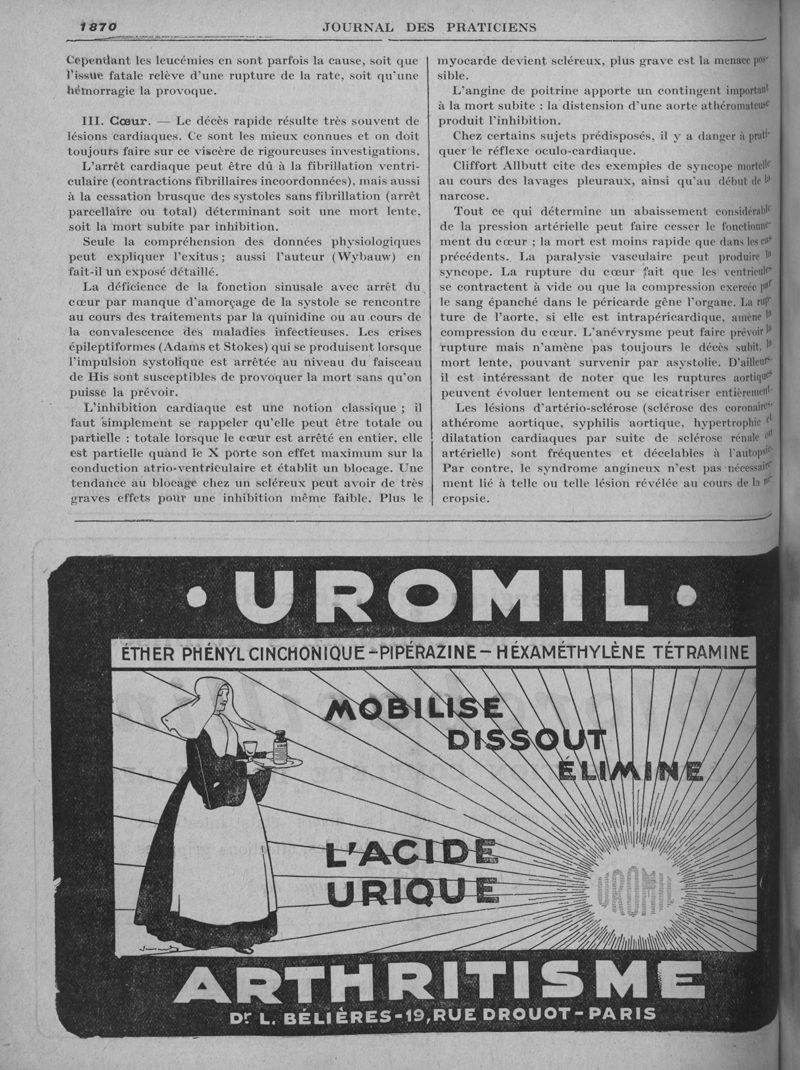 1870
JOURNAL DES PRATICIENS
Cependant les leucémies en sont parfois la cause, soit que
l'issue fatale relève d'une rupture de la rate, soit qu'une
hémorragie la provoque.
III. Cœur. — Le décès rapide résulte très souvent de
lésions cardiaques. Ce sont les mieux connues et on doit
toujours faire sur ce viscère de rigoureuses investigations.
L'arrêt cardiaque peut être dû à la fibrillation ventri-
culaire (contractions fibrillaires incoordonnées), mais aussi
à la cessation brusque des systoles sans fibrillation (arrêt
parcellaire ou total) déterminant soit une mort lente,
soit la mort subite par inhibition.
Seule la compréhension des données physiologiques
peut expliquer l'exitus ; aussi l'auteur (Wybauw) en
fait-il un exposé détaillé.
La déficience de la fonction sinusale avec arrêt du
cœur par manque d'amorçage de la systole se rencontre
au cours des traitements par la quinidine ou au cours de
la convalescence des maladies infectieuses. Les crises
épileptiformes (Adams et Stokes) qui se produisent lorsque
l'impulsion systolique est arrêtée au niveau du faisceau
de His sont susceptibles de provoquer la mort sans qu'on
puisse la prévoir.
L'inhibition cardiaque est une notion classique ; il
faut simplement se rappeler qu'elle peut être totale ou
partielle : totale lorsque le cœur est arrêté en entier, elle
est partielle quand le X porte son effet maximum sur la
conduction atrio-ventriculaire et établit un blocage. Une
tendance au blocage chez un scléreux peut avoir de très
graves effets pour une inhibition même faible. Plus le
myocarde devient scléreux, plus grave est la menace pos-
sible.
L'angine de poitrine apporte un contingent important
à la mort subite : la distension d'une aorte athéromateuse
produit l'inhibition.
Chez certains sujets prédisposés, il y a danger à prati-
quer le réflexe oculo-cardiaque.
Cliffort Allbutt cite des exemples de syncope mortelle
au cours des lavages pleuraux, ainsi qu'au début de la
narcose.
Tout ce qui détermine un abaissement considérable
de la pression artérielle peut faire cesser le fonctionne-
ment du cœur ; la mort est moins rapide que dans les cas
précédents. La paralysie vasculaire peut produire la
syncope. La rupture du cœur fait que les ventricules
se contractent à vide ou que la compression exercée par
le sang épanché dans le péricarde gêne l'organe. La rup-
ture de l'aorte, si elle est intrapéricardique, amène la
compression du cœur. L'anévrysme peut faire prévoir la
rupture mais n'amène pas toujours le décès subit, la
mort lente, pouvant survenir par asystolie. D'ailleurs
il est intéressant de noter que les ruptures aortiques
peuvent évoluer lentement ou se cicatriser entièrement.
Les lésions d'artério-sclérose (sclérose des coronaires,
athérome aortique, syphilis aortique, hypertrophie et
dilatation cardiaques par suite de sclérose rénale ou
artérielle) sont fréquentes et décelables à l'autopsie.
Par contre, le syndrome angineux n'est pas nécessaire-
ment lié à telle ou telle lésion révélée au cours de la né-
cropsie.
• UROMIL •
ÉTHER PHÉNYL CINCHONIQUE - PIPÉRAZINE - HÉXAMÉTHYLÈNE TÉTRAMINE
MOBILISE
DISSOUT
ÉLIMINE
L'ACIDE
URIQUE
UROMIL
ARTHRITISME
Dr L. BÉLIÈRES - 19, RUE DROUOT - PARIS